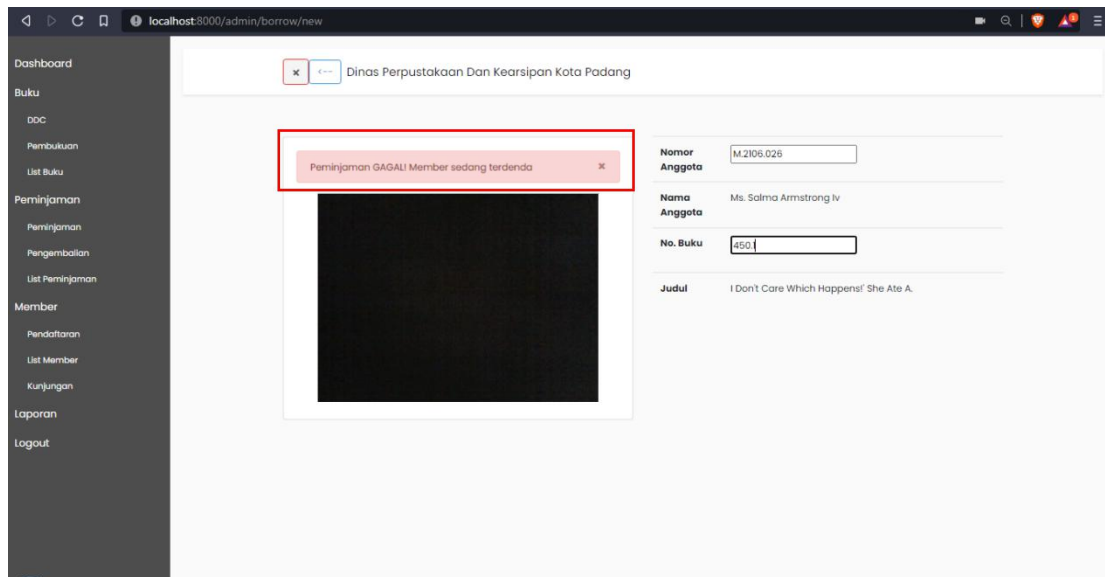 localhost:8000/admin/borrow/new
Dashboard
Buku
DDC
Pembukuan
List Buku
Peminjaman
Peminjaman
Pengembalian
List Peminjaman
Member
Pendaftaran
List Member
Kunjungan
Laporan
Logout
× <-- Dinas Perpustakaan Dan Kearsipan Kota Padang
Peminjaman GAGAL! Member sedang terdenda ×
Nomor Anggota M.2106.026
Nama Anggota Ms. Salma Armstrong Iv
No. Buku 450.1
Judul I Don't Care Which Happens!' She Ate A.